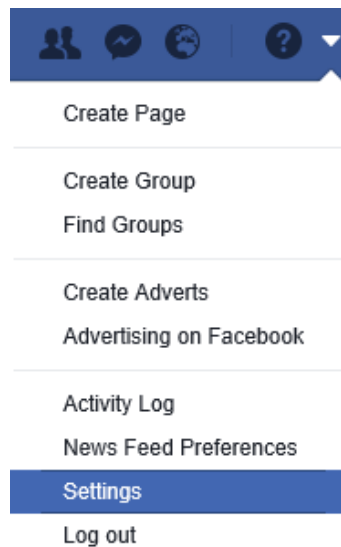 Create Page
Create Group
Find Groups
Create Adverts
Advertising on Facebook
Activity Log
News Feed Preferences
Settings
Log out